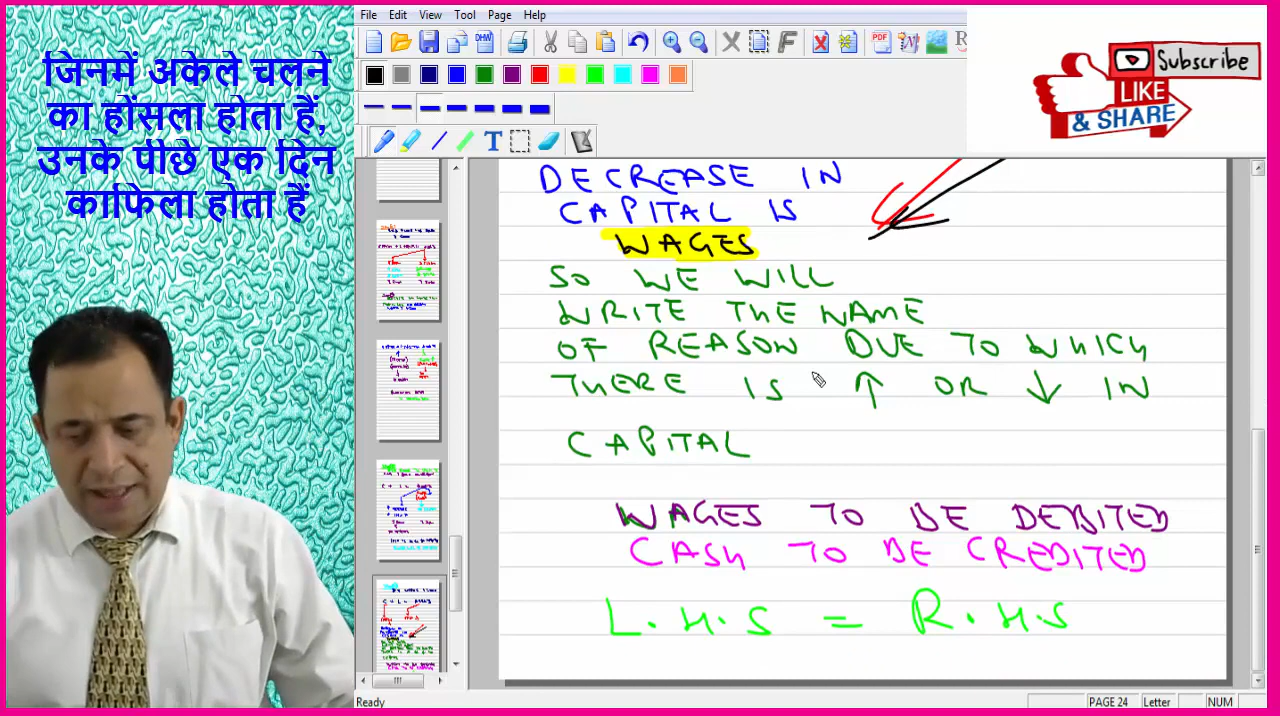 जिनमें अकेले चलने
का होंसला होता हैं,
उनके पीछे एक दिन
काफिला होता हैं
File Edit View Tool Page Help
DHW
PDF
Subscribe
LIKE
& SHARE
DECREASE IN
CAPITAL IS
WAGES
SO WE WILL
WRITE THE NAME
OF REASON DUE TO WHICH
THERE IS ↑ OR ↓ IN
CAPITAL
WAGES TO BE DEBITED
CASH TO BE CREDITED
L.H.S = R.H.S
Ready PAGE 24 Letter NUM